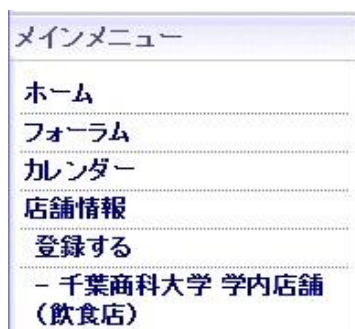 メインメニュー
ホーム
フォーラム
カレンダー
店舗情報
登録する
- 千葉商科大学 学内店舗
(飲食店)